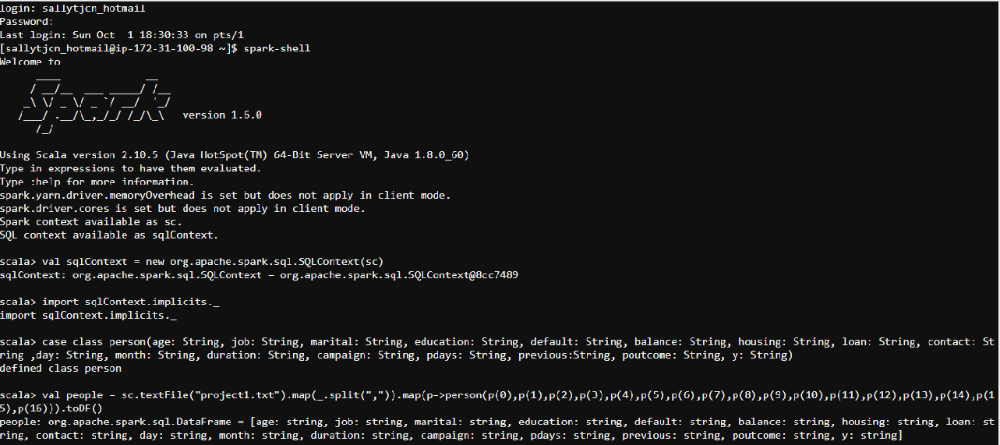 login: sallytjcn_hotmail
Password:
Last login: Sun Oct  1 18:30:33 on pts/1
[sallytjcn_hotmail@ip-172-31-100-98 ~]$ spark-shell
Welcome to
      ____              __
     / __/__  ___ _____/ /__
    _\ \/ _ \/ _ `/ __/  '_/
   /___/ .__/\_,_/_/ /_/\_\   version 1.6.0
      /_/
Using Scala version 2.10.5 (Java HotSpot(TM) 64-Bit Server VM, Java 1.8.0_60)
Type in expressions to have them evaluated.
Type :help for more information.
spark.yarn.driver.memoryOverhead is set but does not apply in client mode.
spark.driver.cores is set but does not apply in client mode.
Spark context available as sc.
SQL context available as sqlContext.
scala> val sqlContext = new org.apache.spark.sql.SQLContext(sc)
sqlContext: org.apache.spark.sql.SQLContext = org.apache.spark.sql.SQLContext@8cc7489
scala> import sqlContext.implicits._
import sqlContext.implicits._
scala> case class person(age: String, job: String, marital: String, education: String, default: String, balance: String, housing: String, loan: String, contact: St
ring ,day: String, month: String, duration: String, campaign: String, pdays: String, previous:String, poutcome: String, y: String)
defined class person
scala> val people = sc.textFile("project1.txt").map(_.split(",")).map(p=>person(p(0),p(1),p(2),p(3),p(4),p(5),p(6),p(7),p(8),p(9),p(10),p(11),p(12),p(13),p(14),p(1
5),p(16))).toDF()
people: org.apache.spark.sql.DataFrame = [age: string, job: string, marital: string, education: string, default: string, balance: string, housing: string, loan: st
ring, contact: string, day: string, month: string, duration: string, campaign: string, pdays: string, previous: string, poutcome: string, y: string]